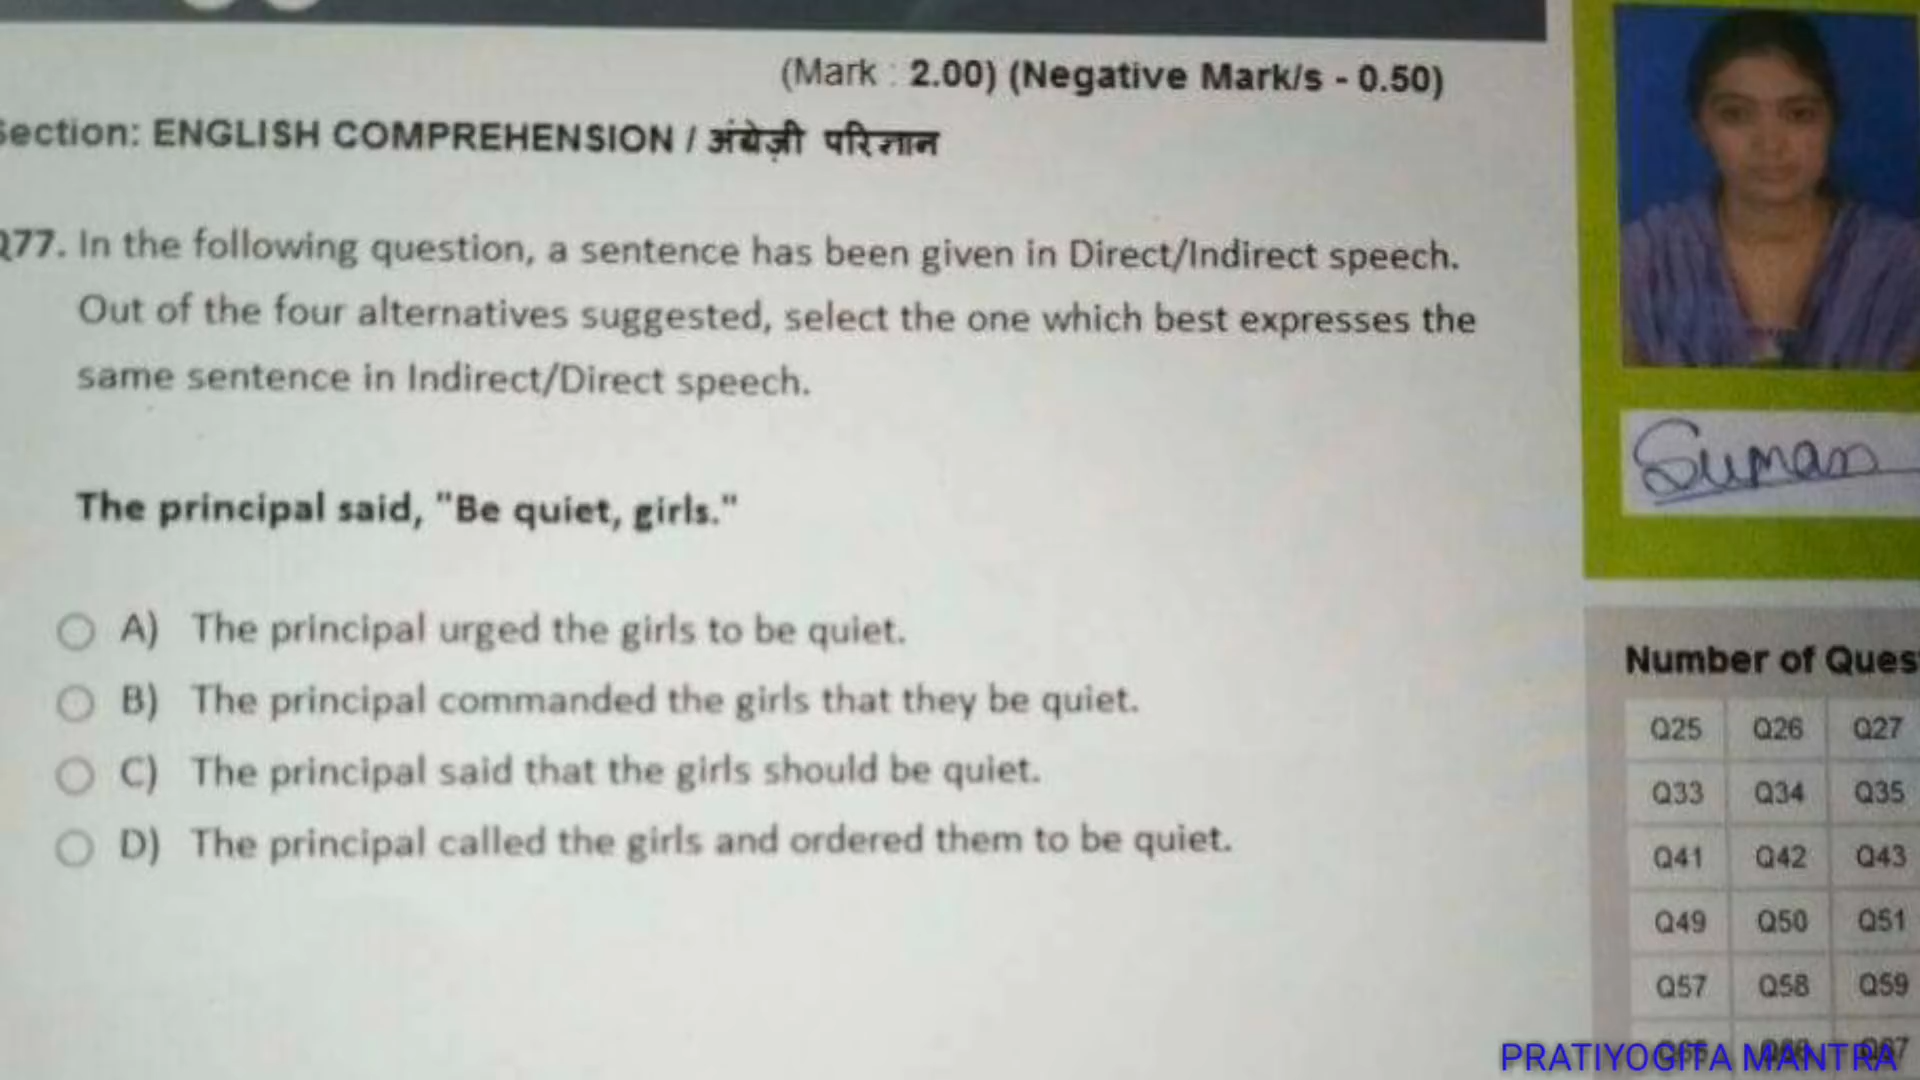 (Mark : 2.00) (Negative Mark/s - 0.50)
Section: ENGLISH COMPREHENSION / अंग्रेज़ी परिज्ञान
Q77. In the following question, a sentence has been given in Direct/Indirect speech.
Out of the four alternatives suggested, select the one which best expresses the
same sentence in Indirect/Direct speech.
The principal said, "Be quiet, girls."
A) The principal urged the girls to be quiet.
B) The principal commanded the girls that they be quiet.
C) The principal said that the girls should be quiet.
D) The principal called the girls and ordered them to be quiet.
Suman
Number of Ques
Q25 Q26 Q27
Q33 Q34 Q35
Q41 Q42 Q43
Q49 Q50 Q51
Q57 Q58 Q59
PRATIYOGITA MANTRA